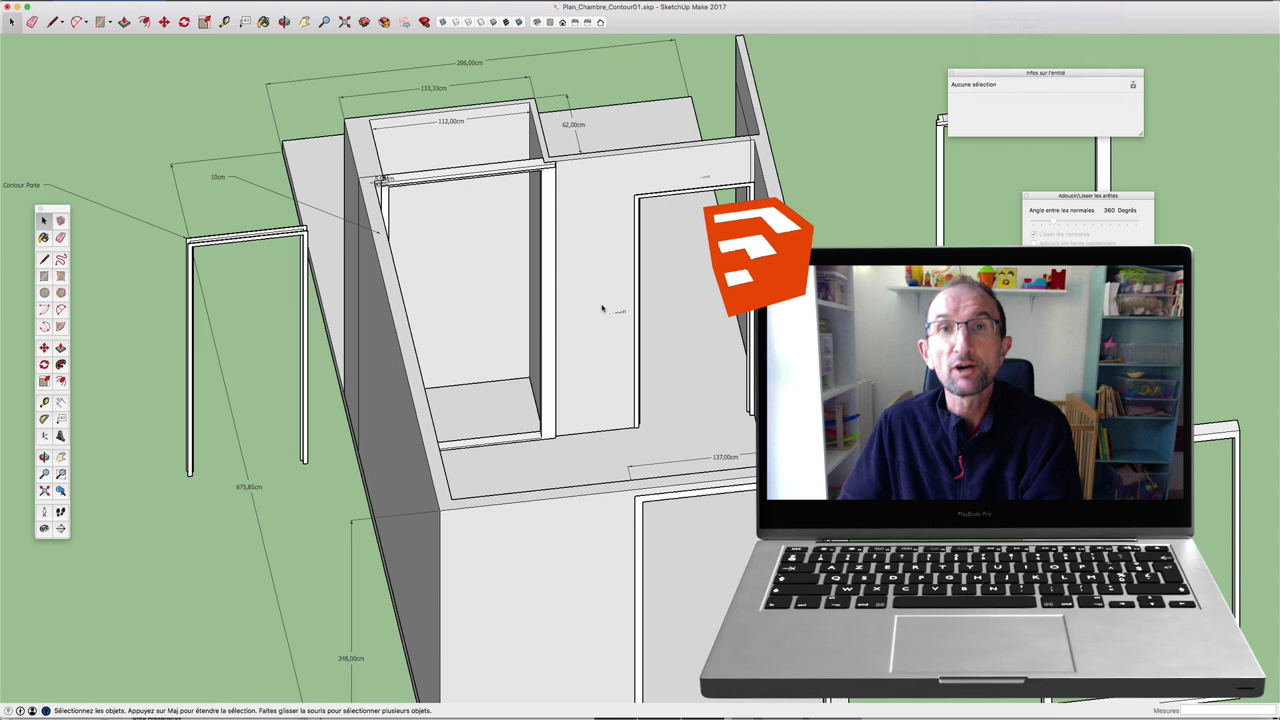 Plan_Chambre_Contour01.skp - SketchUp Make 2017
Infos sur l'entité
Aucune sélection
286,00cm
133,33cm
112,00cm
62,00cm
10cm
Contour Porte
Adoucir/Lisser les arêtes
Angle entre les normales 360 Degrés
Lisser les normales
137,00cm
675,85cm
248,00cm
MacBook Pro
A Z E R T Y U I O P
Q S D F G H J K L M
W X C V B N
Sélectionnez les objets. Appuyez sur Maj pour étendre la sélection. Faites glisser la souris pour sélectionner plusieurs objets.
Mesures